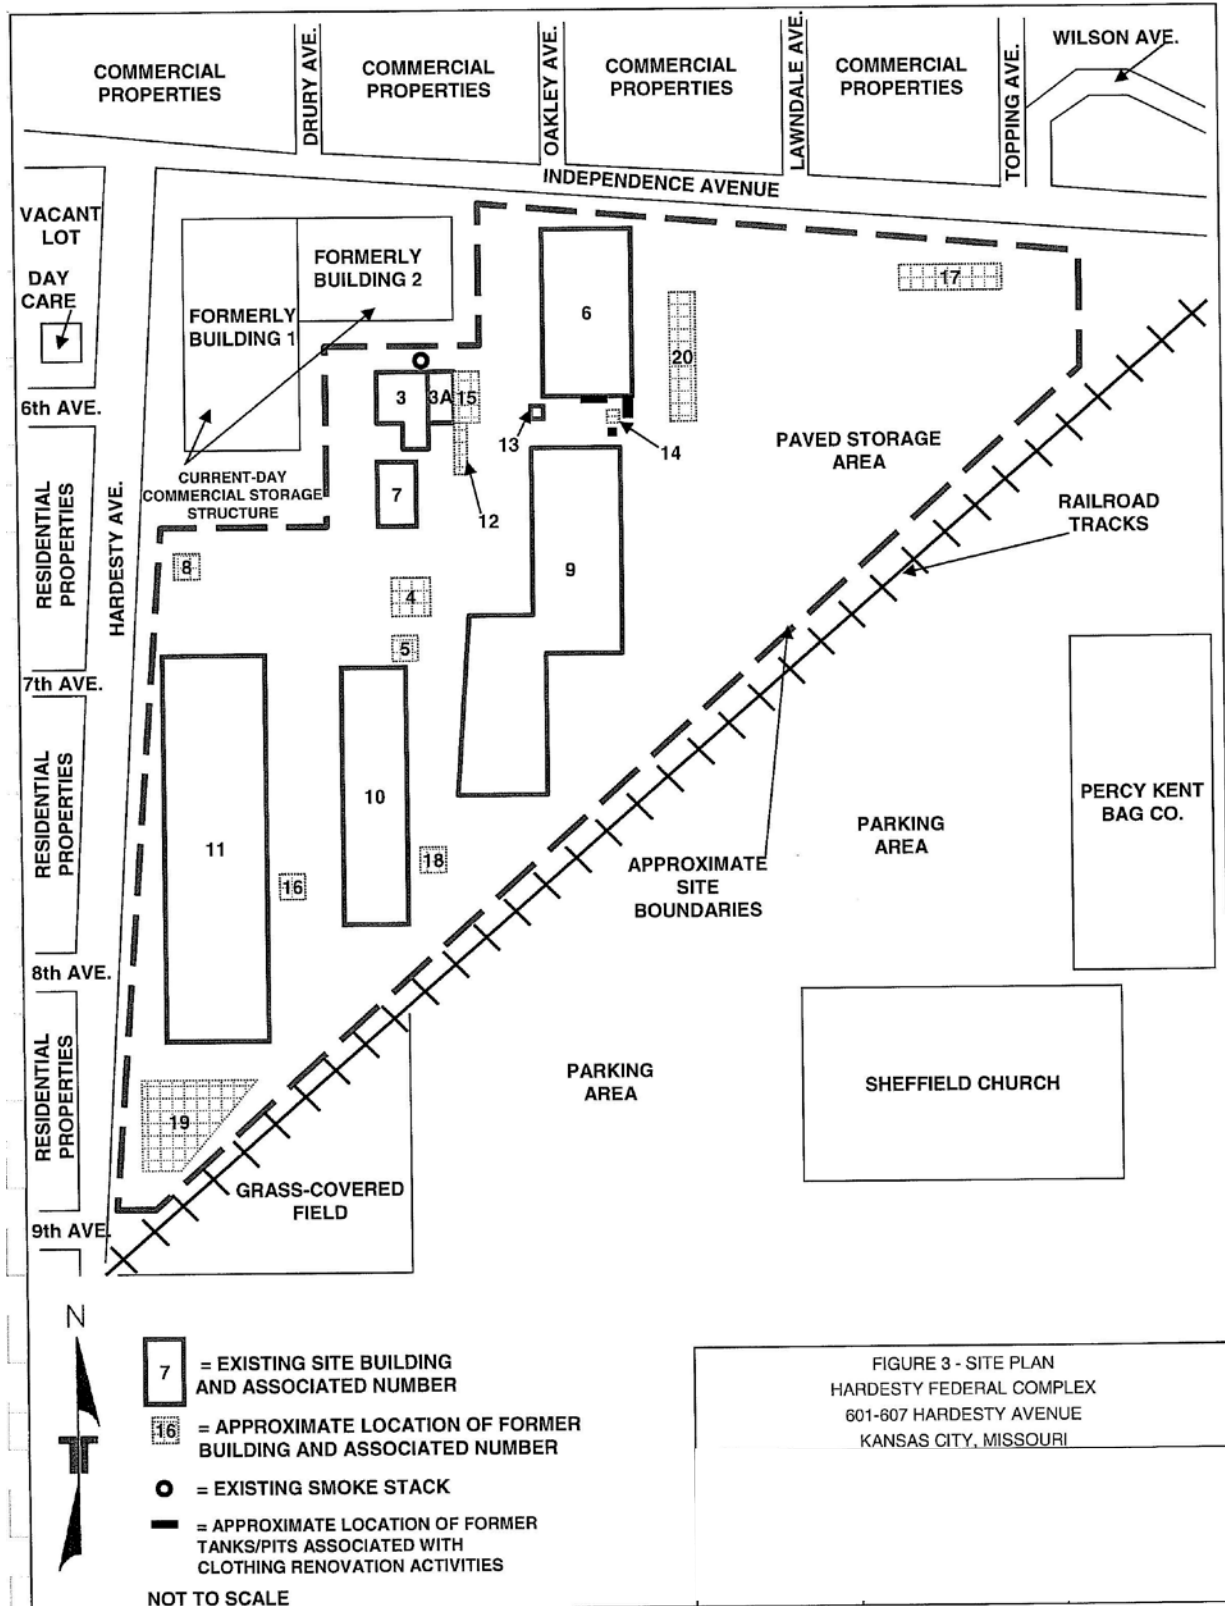 COMMERCIAL
PROPERTIES
DRURY AVE.
COMMERCIAL
PROPERTIES
OAKLEY AVE.
COMMERCIAL
PROPERTIES
LAWNDALE AVE.
COMMERCIAL
PROPERTIES
TOPPING AVE.
WILSON AVE.
INDEPENDENCE AVENUE
VACANT
LOT
DAY
CARE
6th AVE.
RESIDENTIAL
PROPERTIES
HARDESTY AVE.
7th AVE.
RESIDENTIAL
PROPERTIES
8th AVE.
RESIDENTIAL
PROPERTIES
9th AVE.
FORMERLY
BUILDING 2
FORMERLY
BUILDING 1
CURRENT-DAY
COMMERCIAL STORAGE
STRUCTURE
3
3A
15
12
7
8
4
5
6
13
14
20
17
9
PAVED STORAGE
AREA
RAILROAD
TRACKS
11
10
16
18
19
APPROXIMATE
SITE
BOUNDARIES
PARKING
AREA
PERCY KENT
BAG CO.
PARKING
AREA
SHEFFIELD CHURCH
GRASS-COVERED
FIELD
N
7
= EXISTING SITE BUILDING
AND ASSOCIATED NUMBER
16
= APPROXIMATE LOCATION OF FORMER
BUILDING AND ASSOCIATED NUMBER
= EXISTING SMOKE STACK
= APPROXIMATE LOCATION OF FORMER
TANKS/PITS ASSOCIATED WITH
CLOTHING RENOVATION ACTIVITIES
NOT TO SCALE
FIGURE 3 - SITE PLAN
HARDESTY FEDERAL COMPLEX
601-607 HARDESTY AVENUE
KANSAS CITY, MISSOURI